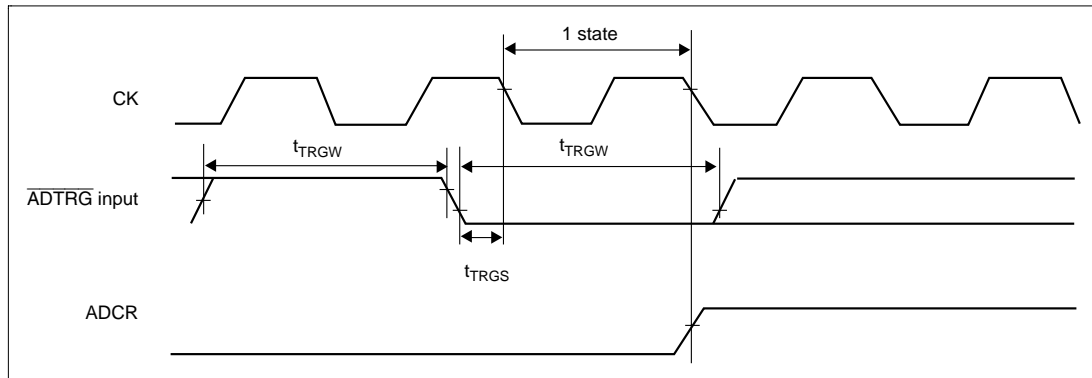 1 state
CK
tTRGW
tTRGW
ADTRG input
tTRGS
ADCR